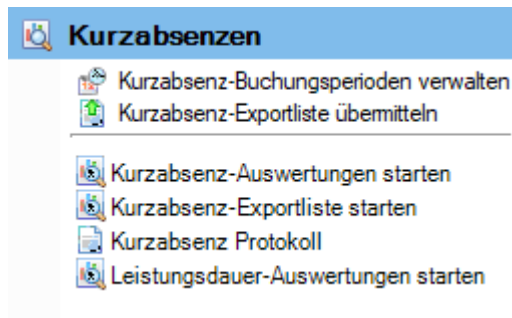 Kurzabsenzen
Kurzabsenz-Buchungsperioden verwalten
Kurzabsenz-Exportliste übermitteln
Kurzabsenz-Auswertungen starten
Kurzabsenz-Exportliste starten
Kurzabsenz Protokoll
Leistungsdauer-Auswertungen starten